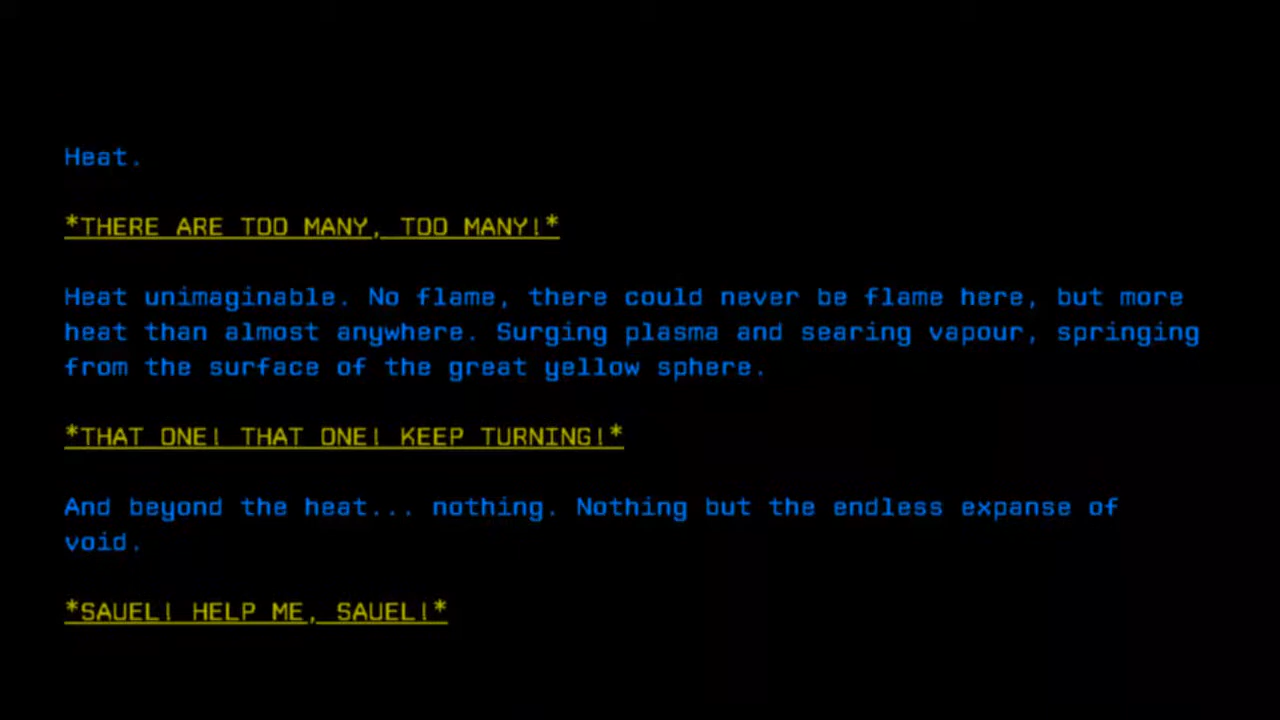 Heat.
*THERE ARE TOO MANY, TOO MANY!*
Heat unimaginable. No flame, there could never be flame here, but more
heat than almost anywhere. Surging plasma and searing vapour, springing
from the surface of the great yellow sphere.
*THAT ONE! THAT ONE! KEEP TURNING!*
And beyond the heat... nothing. Nothing but the endless expanse of
void.
*SAUEL! HELP ME, SAUEL!*